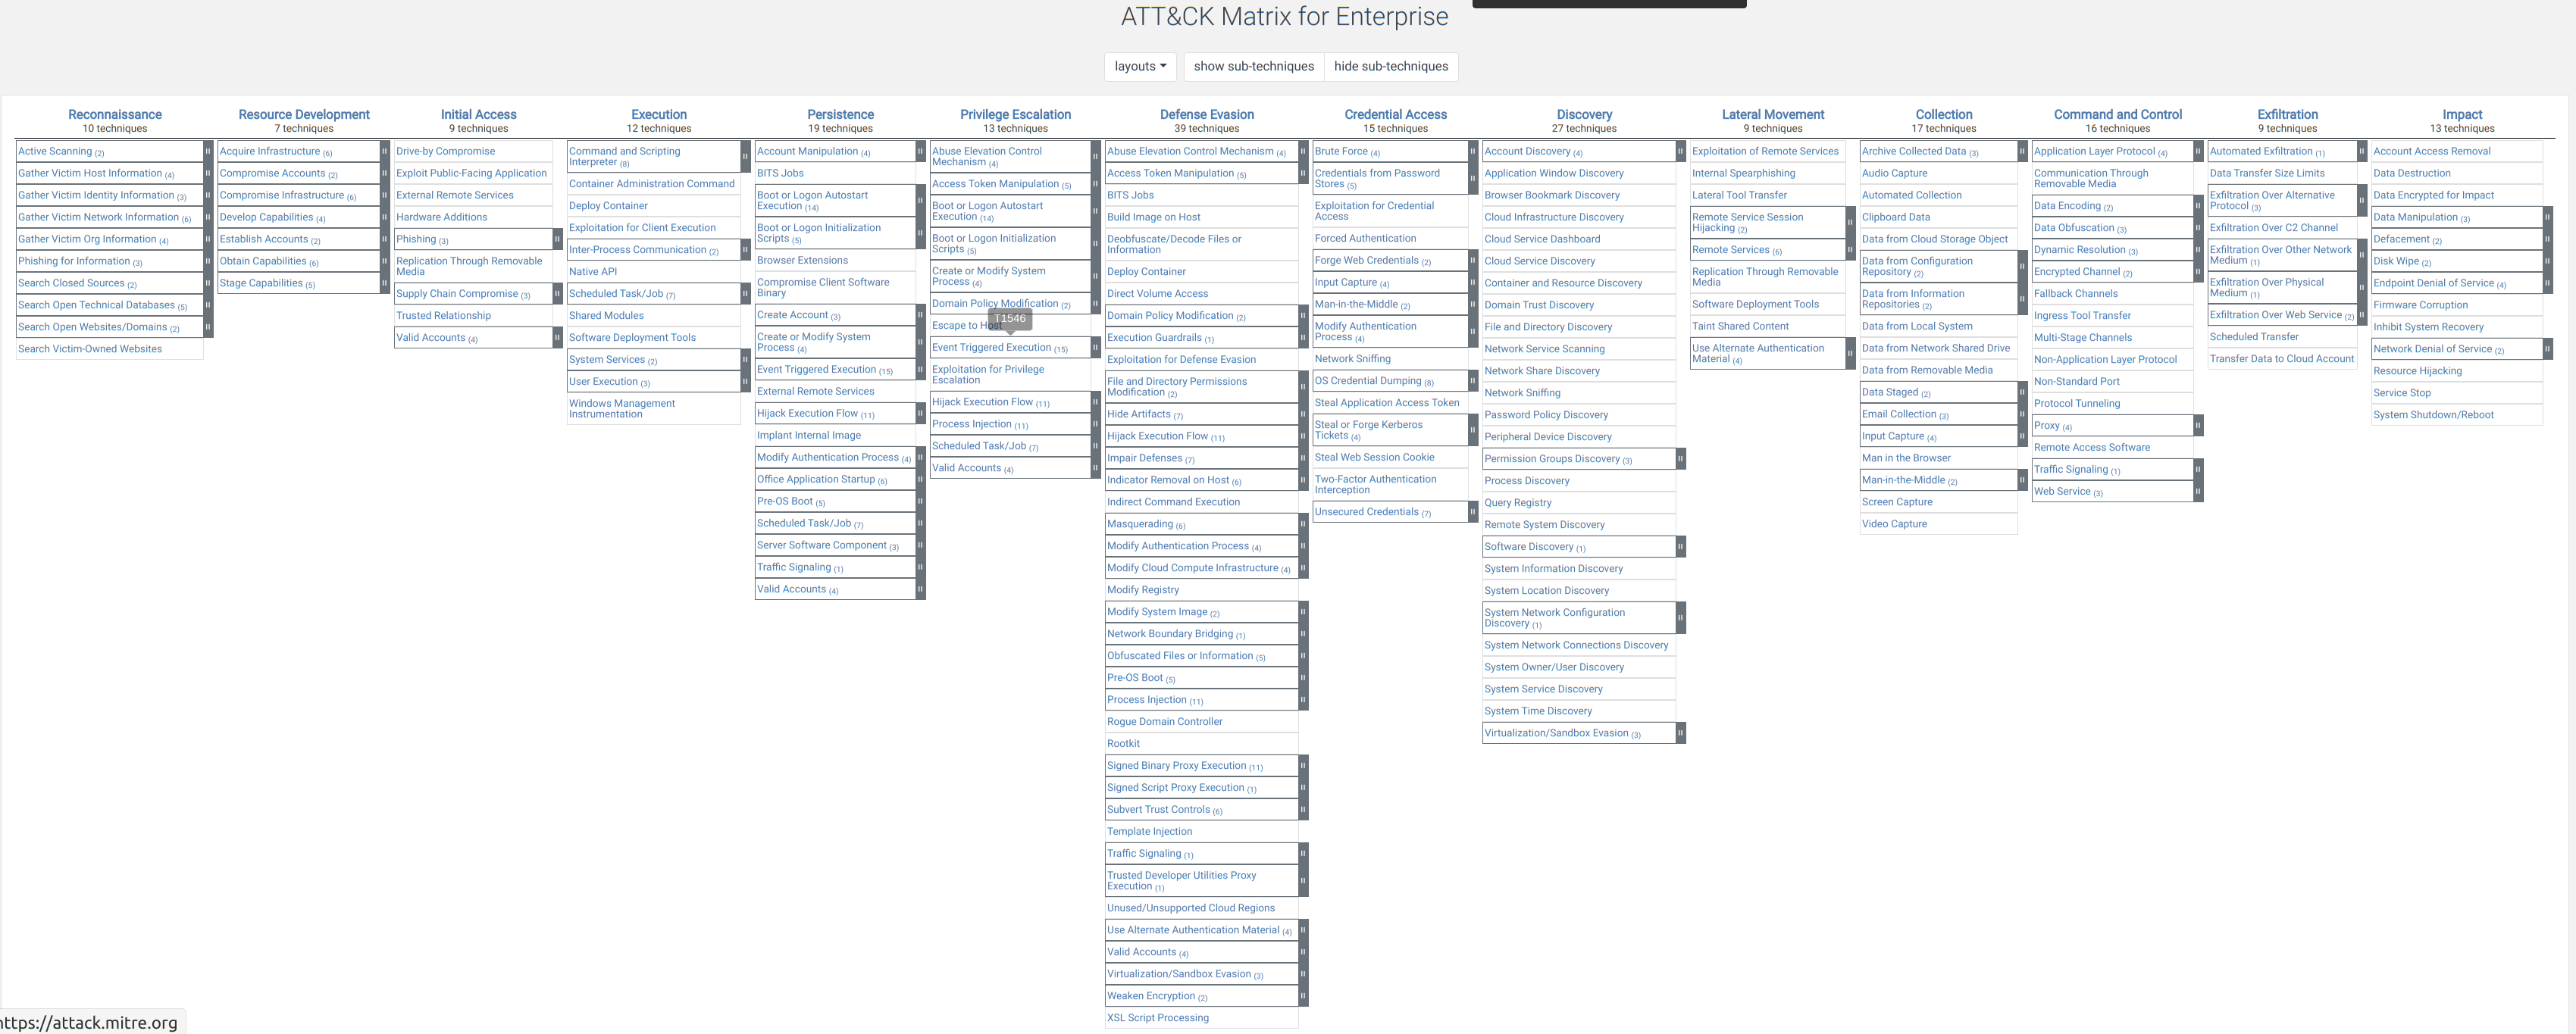 ATT&CK Matrix for Enterprise
layouts
show sub-techniques
hide sub-techniques
Reconnaissance
10 techniques
Active Scanning (2)
Gather Victim Host Information (4)
Gather Victim Identity Information (3)
Gather Victim Network Information (6)
Gather Victim Org Information (4)
Phishing for Information (3)
Search Closed Sources (2)
Search Open Technical Databases (5)
Search Open Websites/Domains (2)
Search Victim-Owned Websites
Resource Development
7 techniques
Acquire Infrastructure (6)
Compromise Accounts (2)
Compromise Infrastructure (6)
Develop Capabilities (4)
Establish Accounts (2)
Obtain Capabilities (6)
Stage Capabilities (5)
Initial Access
9 techniques
Drive-by Compromise
Exploit Public-Facing Application
External Remote Services
Hardware Additions
Phishing (3)
Replication Through Removable
Media
Supply Chain Compromise (3)
Trusted Relationship
Valid Accounts (4)
Execution
12 techniques
Command and Scripting
Interpreter (8)
Container Administration Command
Deploy Container
Exploitation for Client Execution
Inter-Process Communication (2)
Native API
Scheduled Task/Job (7)
Shared Modules
Software Deployment Tools
System Services (2)
User Execution (3)
Windows Management
Instrumentation
Persistence
19 techniques
Account Manipulation (4)
BITS Jobs
Boot or Logon Autostart
Execution (14)
Boot or Logon Initialization
Scripts (5)
Browser Extensions
Compromise Client Software
Binary
Create Account (3)
Create or Modify System
Process (4)
Event Triggered Execution (15)
External Remote Services
Hijack Execution Flow (11)
Implant Internal Image
Modify Authentication Process (4)
Office Application Startup (6)
Pre-OS Boot (5)
Scheduled Task/Job (7)
Server Software Component (3)
Traffic Signaling (1)
Valid Accounts (4)
Privilege Escalation
13 techniques
Abuse Elevation Control
Mechanism (4)
Access Token Manipulation (5)
Boot or Logon Autostart
Execution (14)
Boot or Logon Initialization
Scripts (5)
Create or Modify System
Process (4)
Domain Policy Modification (2)
T1546
Escape to Host
Event Triggered Execution (15)
Exploitation for Privilege
Escalation
Hijack Execution Flow (11)
Process Injection (11)
Scheduled Task/Job (7)
Valid Accounts (4)
Defense Evasion
39 techniques
Abuse Elevation Control Mechanism (4)
Access Token Manipulation (5)
BITS Jobs
Build Image on Host
Deobfuscate/Decode Files or
Information
Deploy Container
Direct Volume Access
Domain Policy Modification (2)
Execution Guardrails (1)
Exploitation for Defense Evasion
File and Directory Permissions
Modification (2)
Hide Artifacts (7)
Hijack Execution Flow (11)
Impair Defenses (7)
Indicator Removal on Host (6)
Indirect Command Execution
Masquerading (6)
Modify Authentication Process (4)
Modify Cloud Compute Infrastructure (4)
Modify Registry
Modify System Image (2)
Network Boundary Bridging (1)
Obfuscated Files or Information (5)
Pre-OS Boot (5)
Process Injection (11)
Rogue Domain Controller
Rootkit
Signed Binary Proxy Execution (11)
Signed Script Proxy Execution (1)
Subvert Trust Controls (6)
Template Injection
Traffic Signaling (1)
Trusted Developer Utilities Proxy
Execution (1)
Unused/Unsupported Cloud Regions
Use Alternate Authentication Material (4)
Valid Accounts (4)
Virtualization/Sandbox Evasion (3)
Weaken Encryption (2)
XSL Script Processing
Credential Access
15 techniques
Brute Force (4)
Credentials from Password
Stores (5)
Exploitation for Credential
Access
Forced Authentication
Forge Web Credentials (2)
Input Capture (4)
Man-in-the-Middle (2)
Modify Authentication
Process (4)
Network Sniffing
OS Credential Dumping (8)
Steal Application Access Token
Steal or Forge Kerberos
Tickets (4)
Steal Web Session Cookie
Two-Factor Authentication
Interception
Unsecured Credentials (7)
Discovery
27 techniques
Account Discovery (4)
Application Window Discovery
Browser Bookmark Discovery
Cloud Infrastructure Discovery
Cloud Service Dashboard
Cloud Service Discovery
Container and Resource Discovery
Domain Trust Discovery
File and Directory Discovery
Network Service Scanning
Network Share Discovery
Network Sniffing
Password Policy Discovery
Peripheral Device Discovery
Permission Groups Discovery (3)
Process Discovery
Query Registry
Remote System Discovery
Software Discovery (1)
System Information Discovery
System Location Discovery
System Network Configuration
Discovery (1)
System Network Connections Discovery
System Owner/User Discovery
System Service Discovery
System Time Discovery
Virtualization/Sandbox Evasion (3)
Lateral Movement
9 techniques
Exploitation of Remote Services
Internal Spearphishing
Lateral Tool Transfer
Remote Service Session
Hijacking (2)
Remote Services (6)
Replication Through Removable
Media
Software Deployment Tools
Taint Shared Content
Use Alternate Authentication
Material (4)
Collection
17 techniques
Archive Collected Data (3)
Audio Capture
Automated Collection
Clipboard Data
Data from Cloud Storage Object
Data from Configuration
Repository (2)
Data from Information
Repositories (2)
Data from Local System
Data from Network Shared Drive
Data from Removable Media
Data Staged (2)
Email Collection (3)
Input Capture (4)
Man in the Browser
Man-in-the-Middle (2)
Screen Capture
Video Capture
Command and Control
16 techniques
Application Layer Protocol (4)
Communication Through
Removable Media
Data Encoding (2)
Data Obfuscation (3)
Dynamic Resolution (3)
Encrypted Channel (2)
Fallback Channels
Ingress Tool Transfer
Multi-Stage Channels
Non-Application Layer Protocol
Non-Standard Port
Protocol Tunneling
Proxy (4)
Remote Access Software
Traffic Signaling (1)
Web Service (3)
Exfiltration
9 techniques
Automated Exfiltration (1)
Data Transfer Size Limits
Exfiltration Over Alternative
Protocol (3)
Exfiltration Over C2 Channel
Exfiltration Over Other Network
Medium (1)
Exfiltration Over Physical
Medium (1)
Exfiltration Over Web Service (2)
Scheduled Transfer
Transfer Data to Cloud Account
Impact
13 techniques
Account Access Removal
Data Destruction
Data Encrypted for Impact
Data Manipulation (3)
Defacement (2)
Disk Wipe (2)
Endpoint Denial of Service (4)
Firmware Corruption
Inhibit System Recovery
Network Denial of Service (2)
Resource Hijacking
Service Stop
System Shutdown/Reboot
https://attack.mitre.org